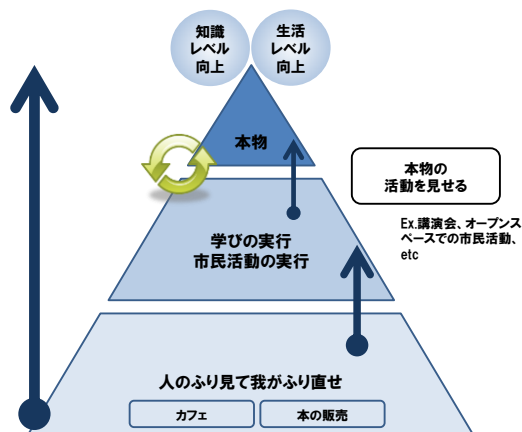 知識
レベル
向上
生活
レベル
向上
本物
本物の
活動を見せる
Ex.講演会、オープンス
ペースでの市民活動、
etc
学びの実行
市民活動の実行
人のふり見て我がふり直せ
カフェ
本の販売